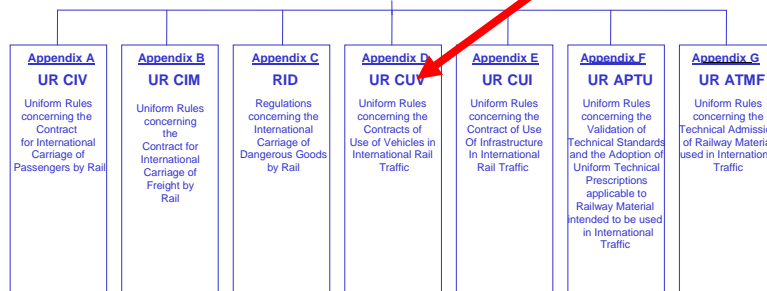 Appendix A
UR CIV
Uniform Rules
concerning the
Contract
for International
Carriage of
Passengers by Rail
Appendix B
UR CIM
Uniform Rules
concerning
the
Contract for
International
Carriage of
Freight by
Rail
Appendix C
RID
Regulations
concerning the
International
Carriage of
Dangerous Goods
by Rail
Appendix D
UR CUV
Uniform Rules
concerning the
Contracts of
Use of Vehicles in
International Rail
Traffic
Appendix E
UR CUI
Uniform Rules
concerning the
Contract of Use
Of Infrastructure
In International
Rail Traffic
Appendix F
UR APTU
Uniform Rules
concerning the
Validation of
Technical Standards
and the Adoption of
Uniform Technical
Prescriptions
applicable to
Railway Material
intended to be used
in International
Traffic
Appendix G
UR ATMF
Uniform Rules
concerning the
Technical
of Railway
used in
Traffic